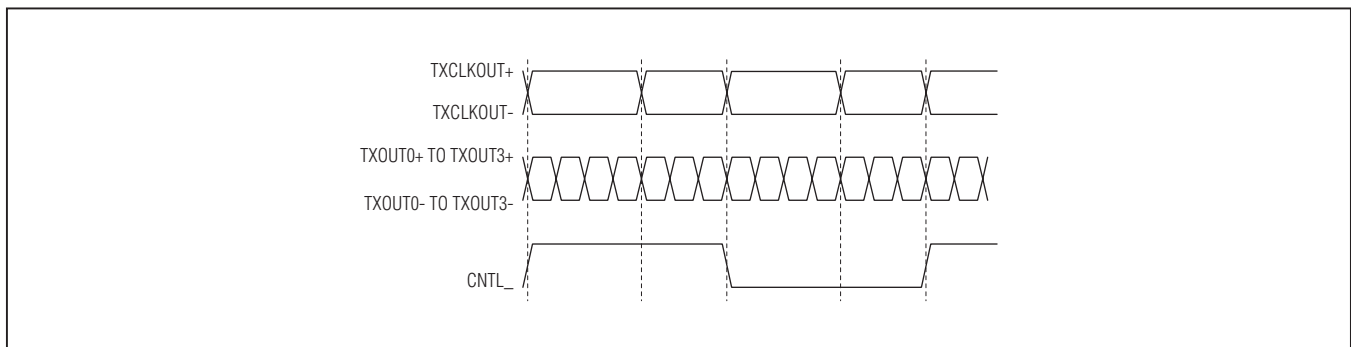 TXCLKOUT+
TXCLKOUT-
TXOUT0+ TO TXOUT3+
TXOUT0- TO TXOUT3-
CNTL_